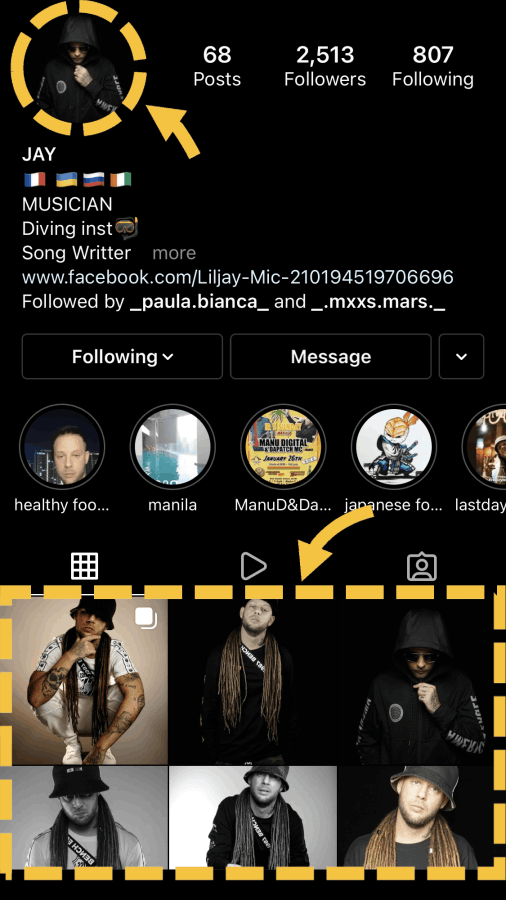 68
Posts
2,513
Followers
807
Following
JAY
MUSICIAN
Diving inst
Song Writter more
www.facebook.com/Liljay-Mic-210194519706696
Followed by _paula.bianca_ and _.mxxs.mars._
Following
Message
MANU DIGITAL
& DAPATCH MC
JANUARY 26TH
healthy foo...
manila
ManuD&Da...
japanese fo...
lastday